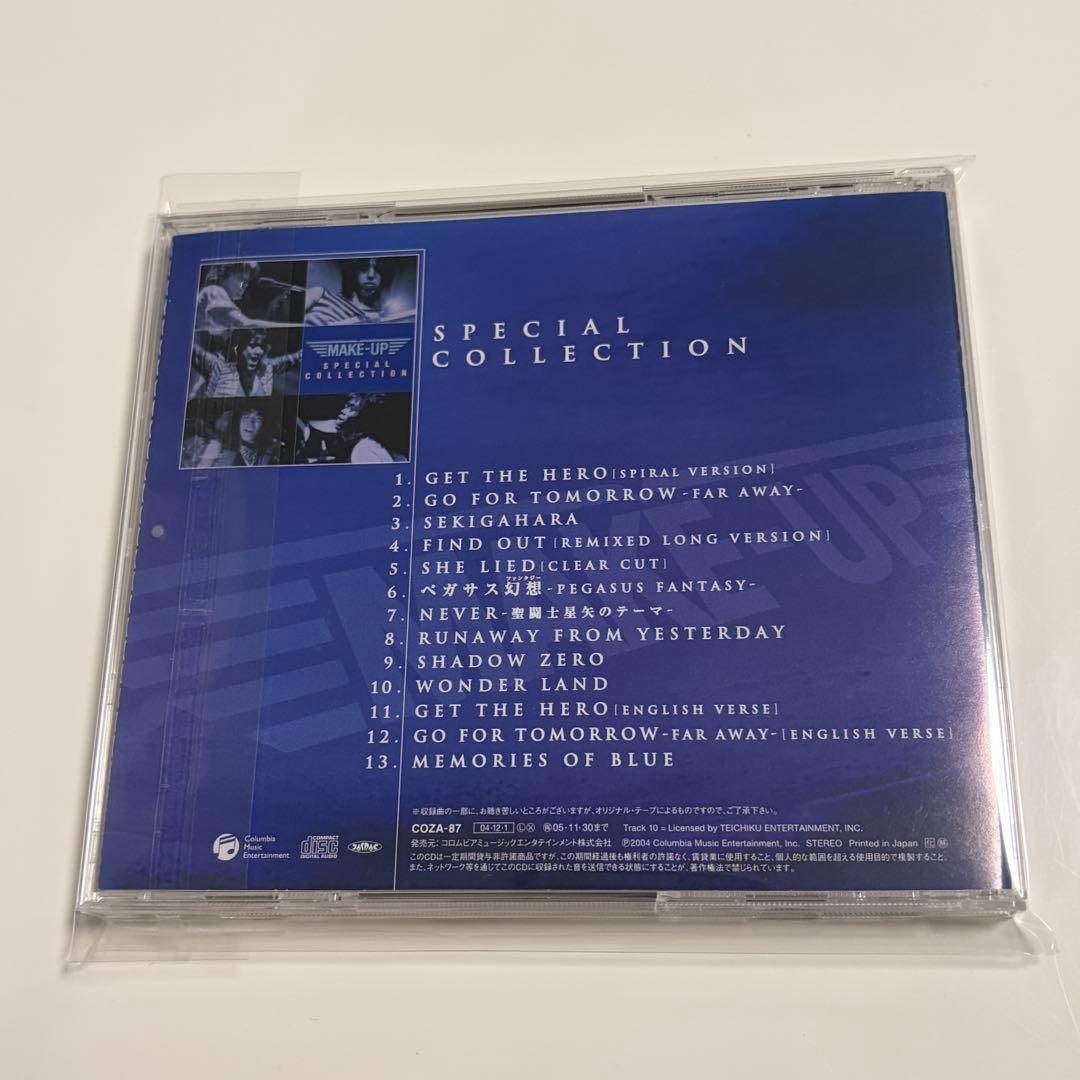 MAKE-UP
SPECIAL
COLLECTION
SPECIAL
COLLECTION
1. GET THE HERO [SPIRAL VERSION]
2. GO FOR TOMORROW -FAR AWAY-
3. SEKIGAHARA
4. FIND OUT [REMIXED LONG VERSION]
5. SHE LIED [CLEAR CUT]
ファンタジー
6. ペガサス幻想 -PEGASUS FANTASY-
7. NEVER -聖闘士星矢のテーマ-
8. RUNAWAY FROM YESTERDAY
9. SHADOW ZERO
10. WONDER LAND
11. GET THE HERO [ENGLISH VERSE]
12. GO FOR TOMORROW -FAR AWAY- [ENGLISH VERSE]
13. MEMORIES OF BLUE
MAKE-UP
※収録曲の一部に、お聴き苦しいところがございますが、オリジナル・テープによるものですので、ご了承下さい。
COZA-87 04·12·1 Ⓛ Ⓧ 05·11·30まで Track 10 = Licensed by TEICHIKU ENTERTAINMENT, INC.
発売元:コロムビアミュージックエンタテインメント株式会社 Ⓟ2004 Columbia Music Entertainment, Inc. STEREO Printed in Japan
このCDは一定期間貸与非許諾商品ですが、この期間経過後も権利者の許諾なく、賃貸業に使用すること、個人的な範囲を超える使用目的で複製すること、
また、ネットワーク等を通じてこのCDに収録された音を送信できる状態にすることが、著作権法で禁じられています。
Columbia
Music
Entertainment
COMPACT
disc
DIGITAL AUDIO